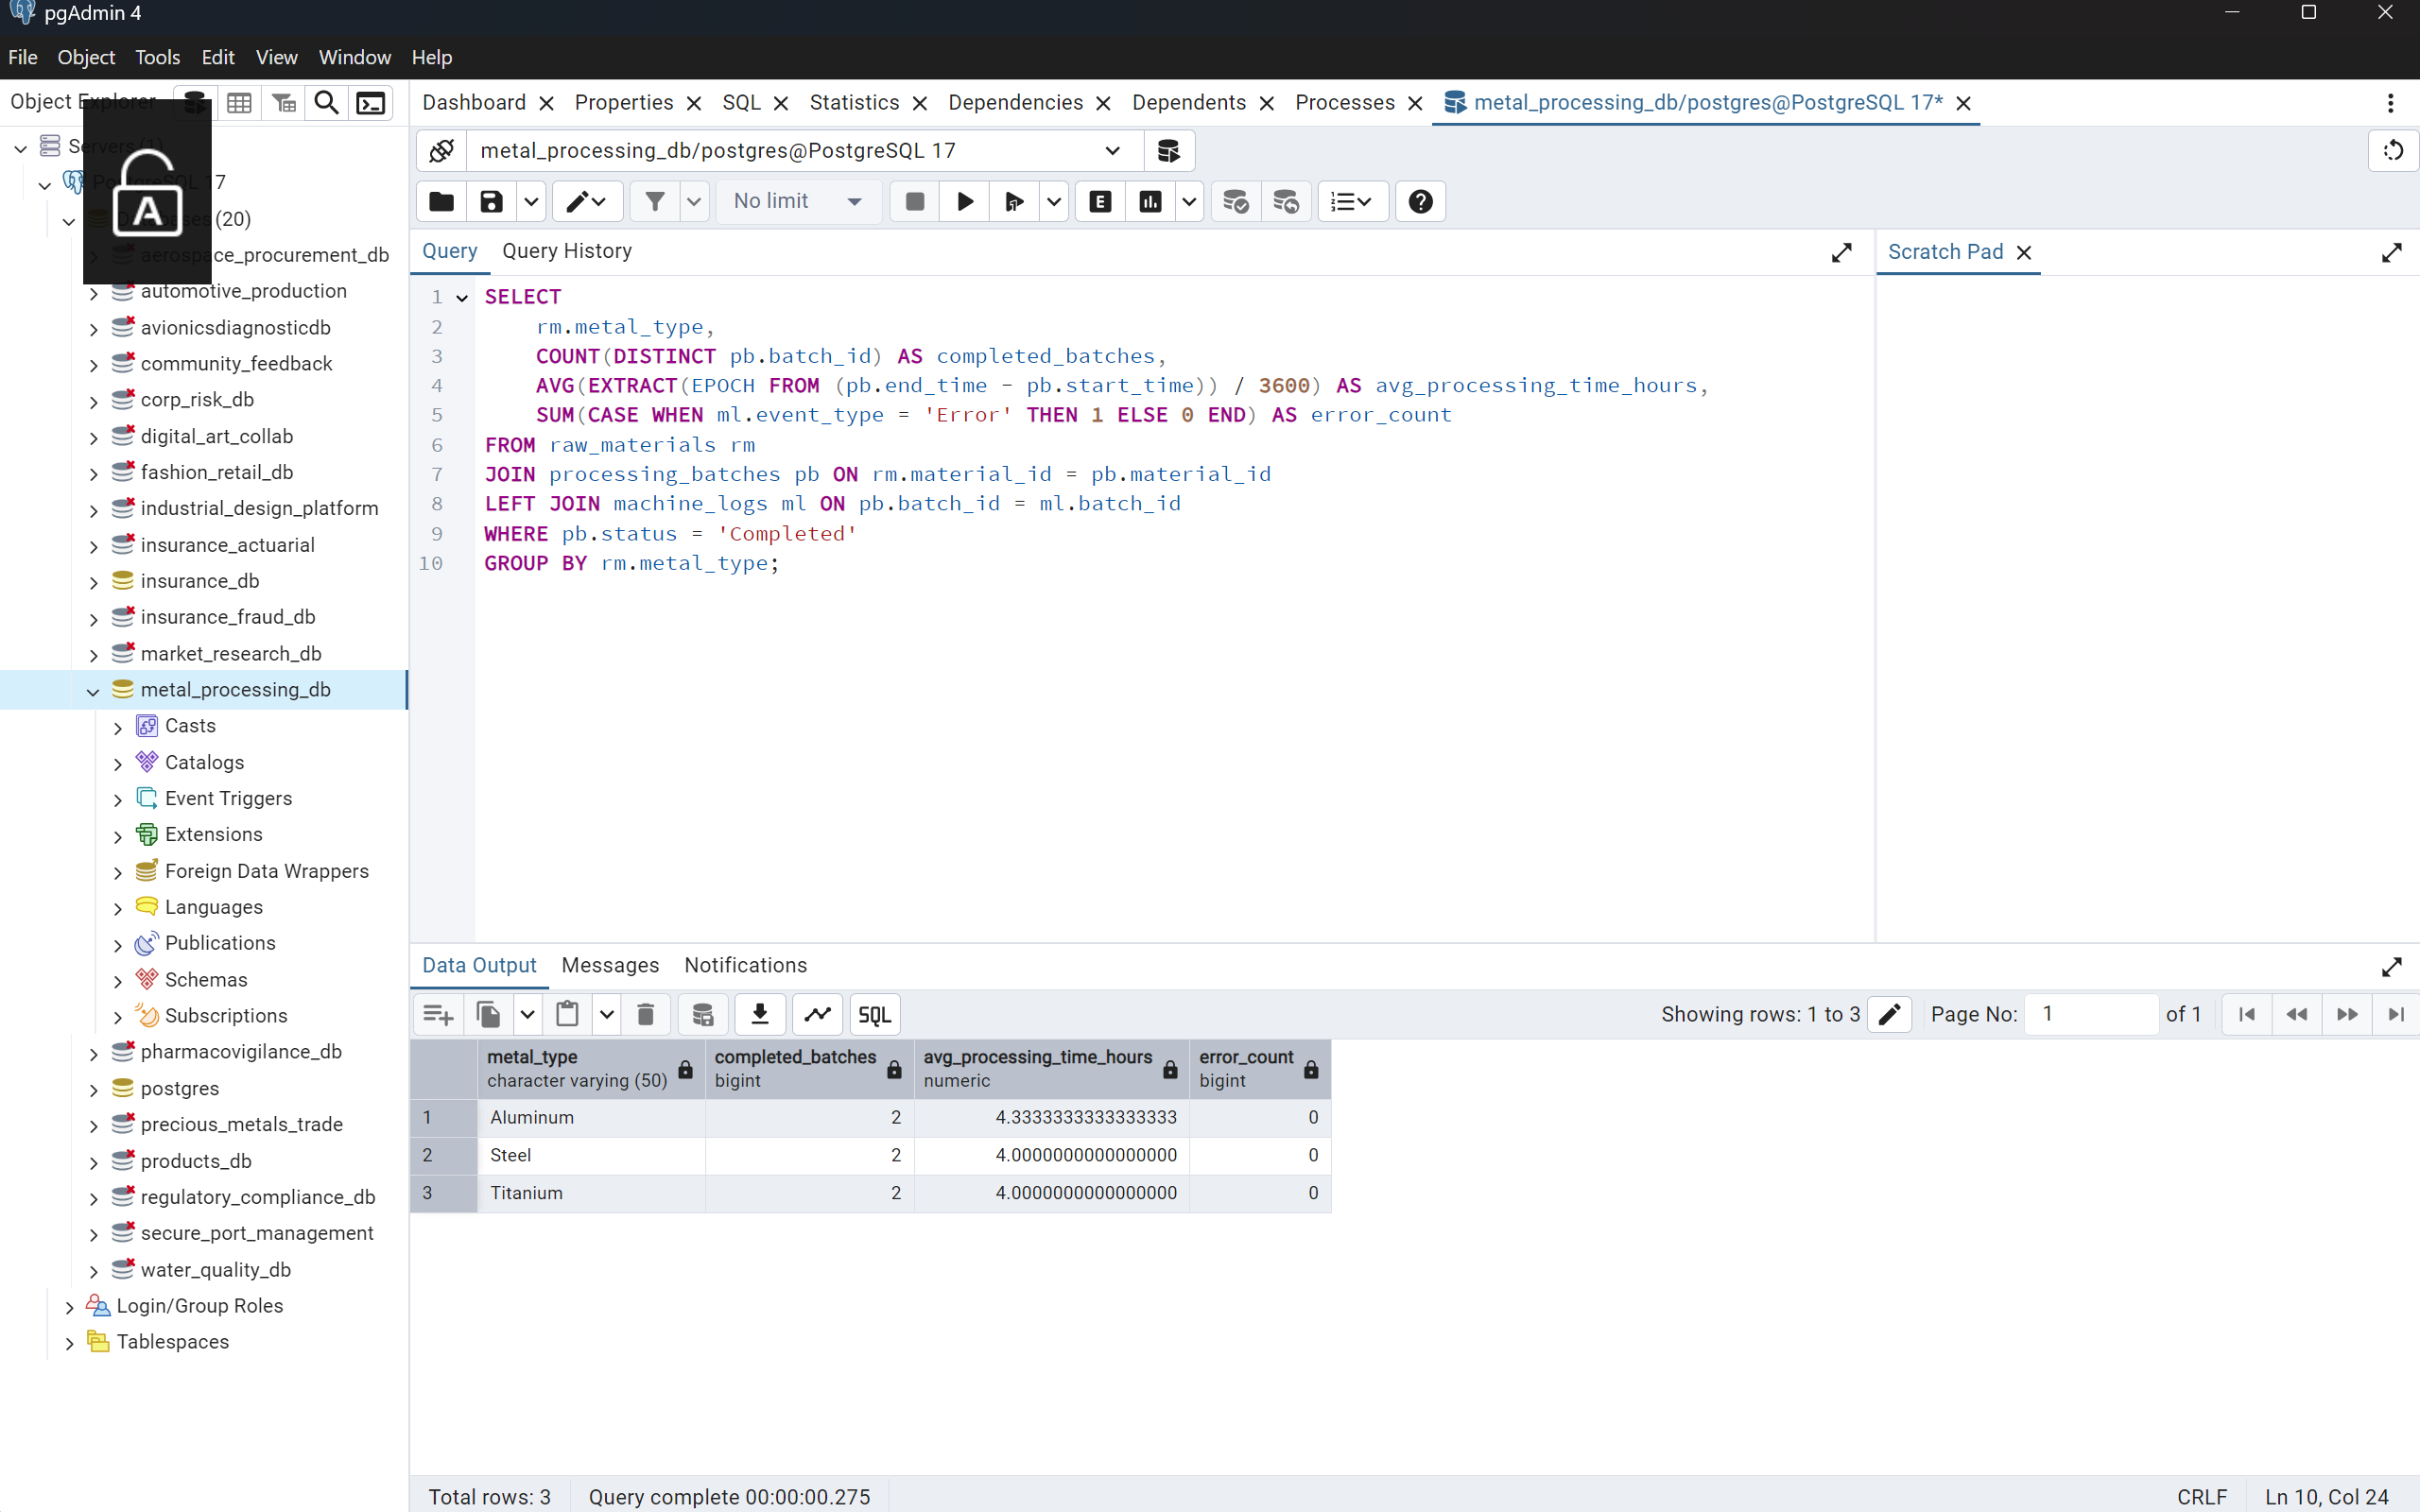 pgAdmin 4
File Object Tools Edit View Window Help
Object Explorer
Servers (1)
PostgreSQL 17
Databases (20)
aerospace_procurement_db
automotive_production
avionicsdiagnosticdb
community_feedback
corp_risk_db
digital_art_collab
fashion_retail_db
industrial_design_platform
insurance_actuarial
insurance_db
insurance_fraud_db
market_research_db
metal_processing_db
Casts
Catalogs
Event Triggers
Extensions
Foreign Data Wrappers
Languages
Publications
Schemas
Subscriptions
pharmacovigilance_db
postgres
precious_metals_trade
products_db
regulatory_compliance_db
secure_port_management
water_quality_db
Login/Group Roles
Tablespaces
A
Dashboard Properties SQL Statistics Dependencies Dependents Processes metal_processing_db/postgres@PostgreSQL 17*
metal_processing_db/postgres@PostgreSQL 17
No limit E
Query Query History
Scratch Pad
1 SELECT
2 rm.metal_type,
3 COUNT(DISTINCT pb.batch_id) AS completed_batches,
4 AVG(EXTRACT(EPOCH FROM (pb.end_time - pb.start_time)) / 3600) AS avg_processing_time_hours,
5 SUM(CASE WHEN ml.event_type = 'Error' THEN 1 ELSE 0 END) AS error_count
6 FROM raw_materials rm
7 JOIN processing_batches pb ON rm.material_id = pb.material_id
8 LEFT JOIN machine_logs ml ON pb.batch_id = ml.batch_id
9 WHERE pb.status = 'Completed'
10 GROUP BY rm.metal_type;
Data Output Messages Notifications
SQL Showing rows: 1 to 3 Page No: 1 of 1
metal_type completed_batches avg_processing_time_hours error_count
character varying (50) bigint numeric bigint
1 Aluminum 2 4.3333333333333333 0
2 Steel 2 4.0000000000000000 0
3 Titanium 2 4.0000000000000000 0
Total rows: 3 Query complete 00:00:00.275 CRLF Ln 10, Col 24